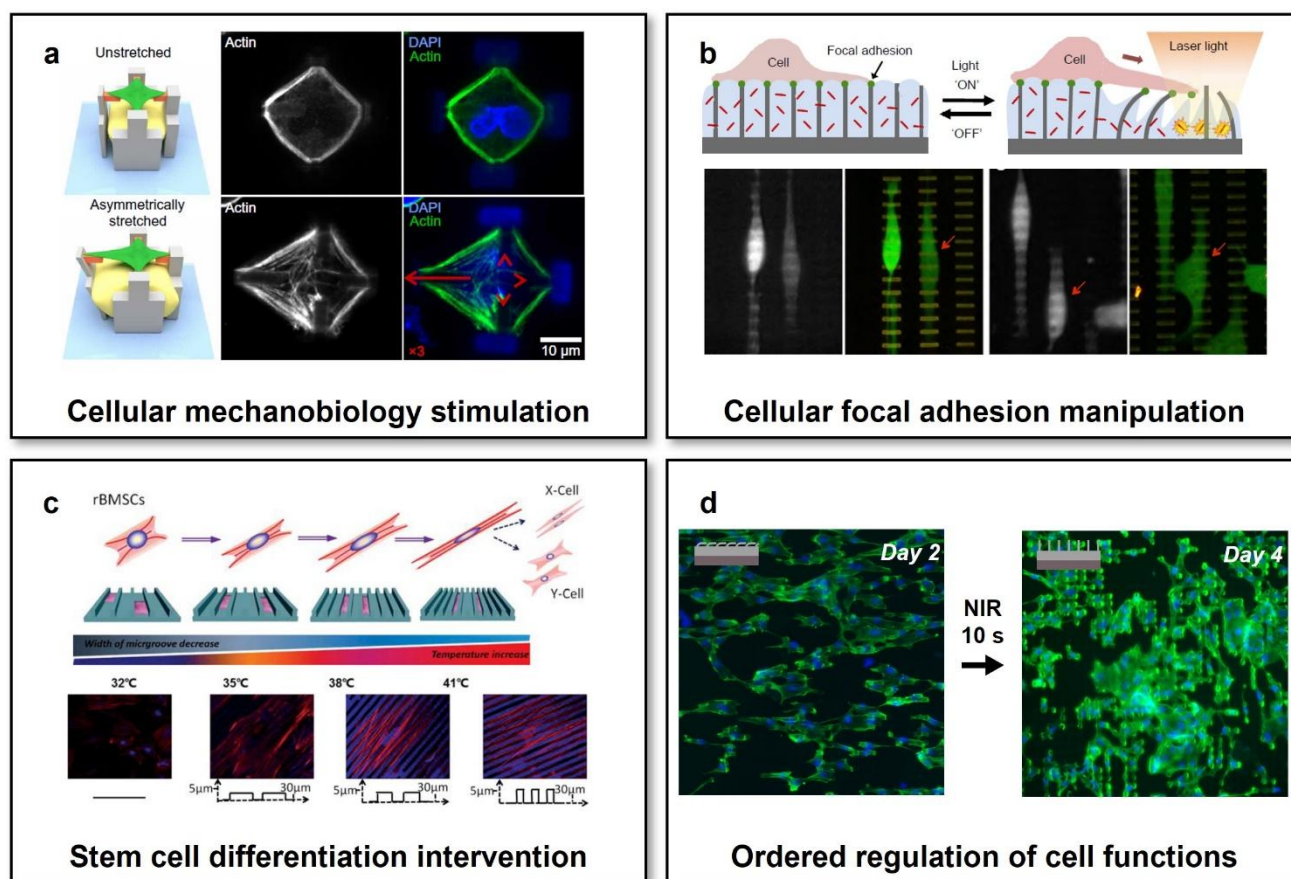 a
Unstretched
Actin
DAPI
Actin
Asymmetrically
stretched
Actin
DAPI
Actin
×3
10 µm
Cellular mechanobiology stimulation
b
Cell
Focal adhesion
Light
'ON'
'OFF'
Cell
Laser light
Cellular focal adhesion manipulation
c
rBMSCs
X-Cell
Y-Cell
Width of micrgroove decrease
Temperature increase
32℃
35℃
38℃
41℃
5µm
30µm
5µm
30µm
5µm
30µm
Stem cell differentiation intervention
d
Day 2
NIR
10 s
Day 4
Ordered regulation of cell functions